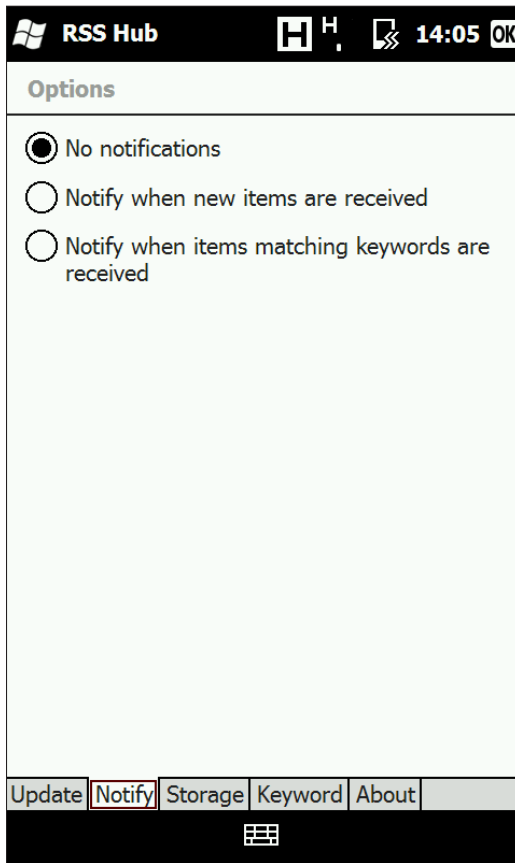 RSS Hub H H 14:05 OK
Options
No notifications
Notify when new items are received
Notify when items matching keywords are
received
Update Notify Storage Keyword About